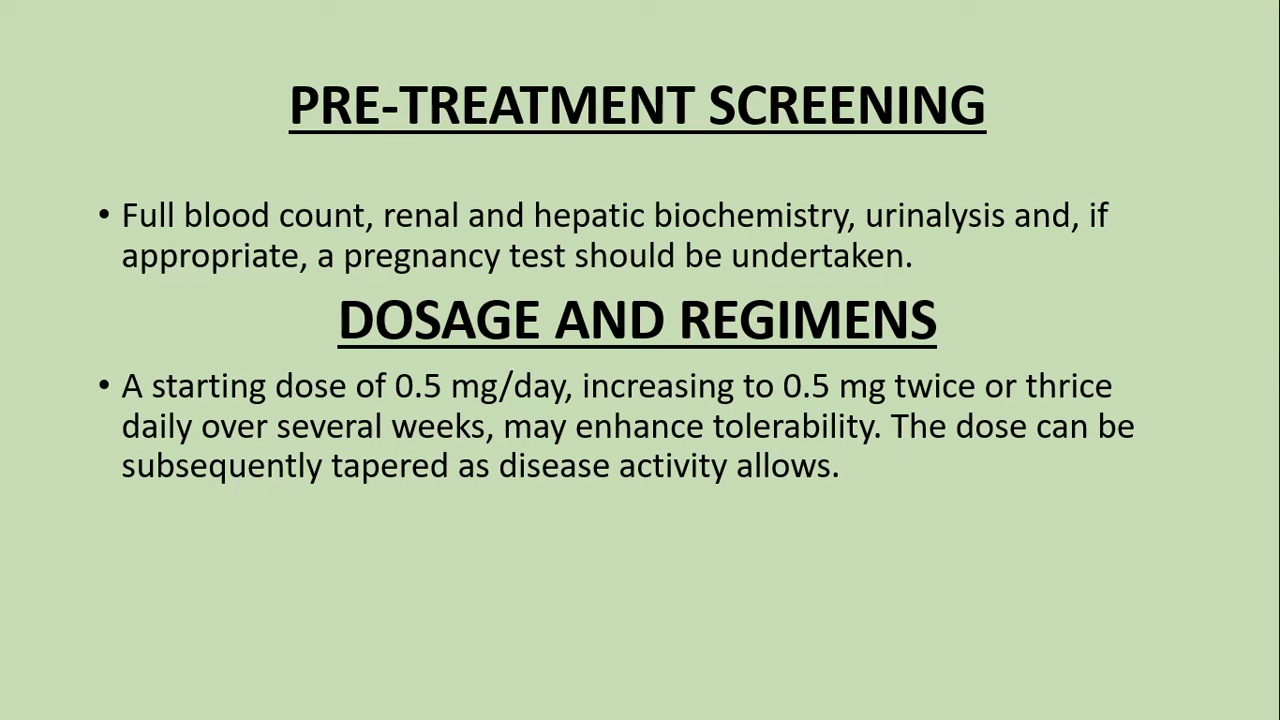 PRE-TREATMENT SCREENING
• Full blood count, renal and hepatic biochemistry, urinalysis and, if
appropriate, a pregnancy test should be undertaken.
DOSAGE AND REGIMENS
• A starting dose of 0.5 mg/day, increasing to 0.5 mg twice or thrice
daily over several weeks, may enhance tolerability. The dose can be
subsequently tapered as disease activity allows.